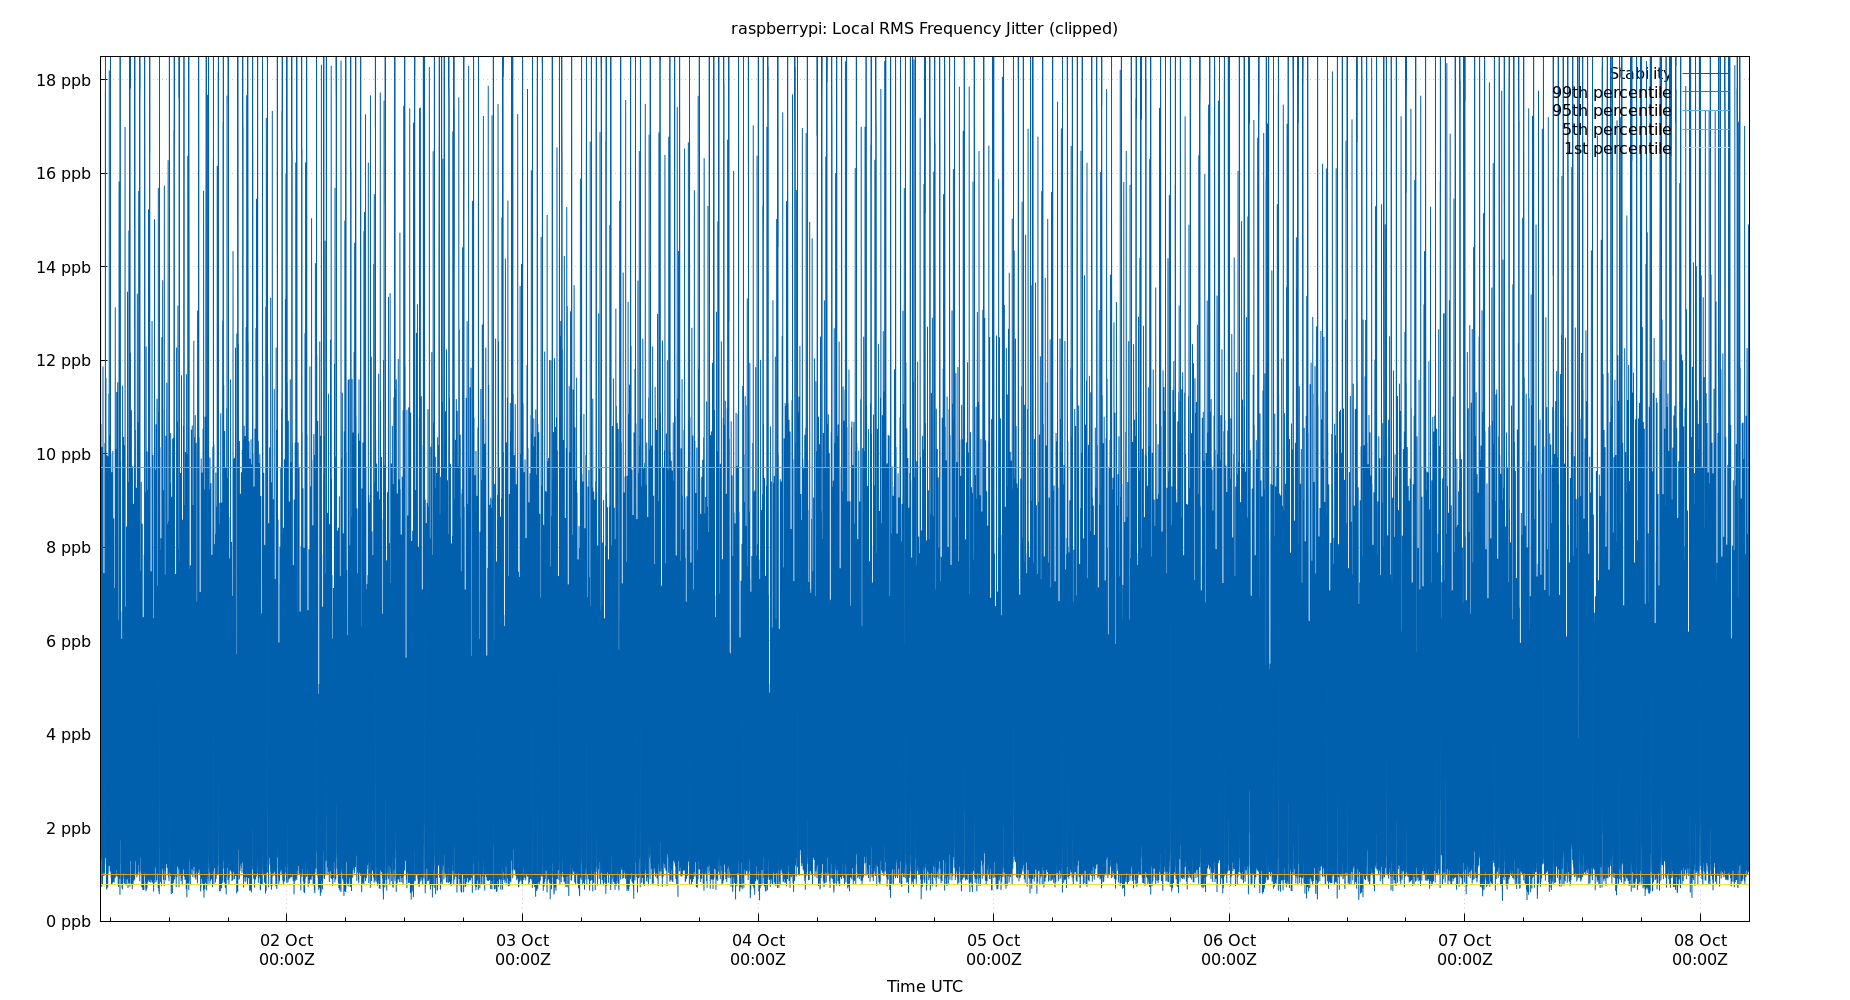 raspberrypi: Local RMS Frequency Jitter (clipped)
18 ppb
16 ppb
14 ppb
12 ppb
10 ppb
8 ppb
6 ppb
4 ppb
2 ppb
0 ppb
Stability
99th percentile
95th percentile
5th percentile
1st percentile
02 Oct
00:00Z
03 Oct
00:00Z
04 Oct
00:00Z
05 Oct
00:00Z
06 Oct
00:00Z
07 Oct
00:00Z
08 Oct
00:00Z
Time UTC